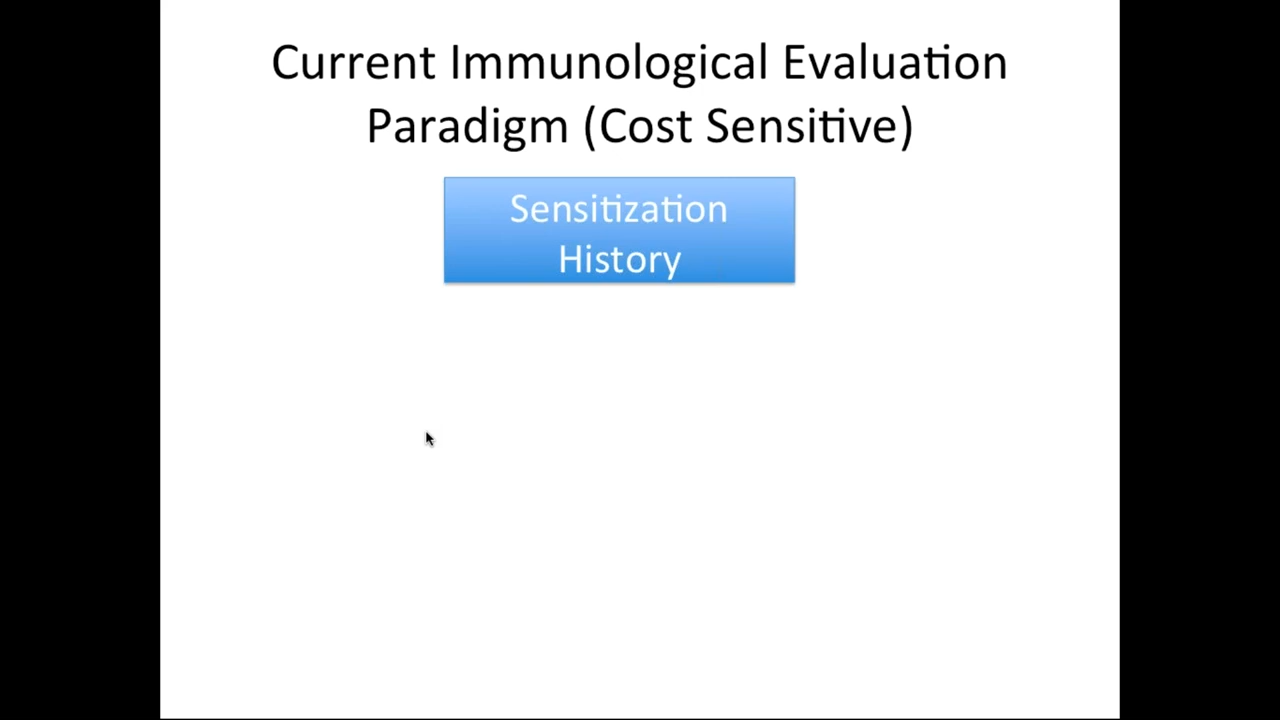 Current Immunological Evaluation
Paradigm (Cost Sensitive)
Sensitization
History